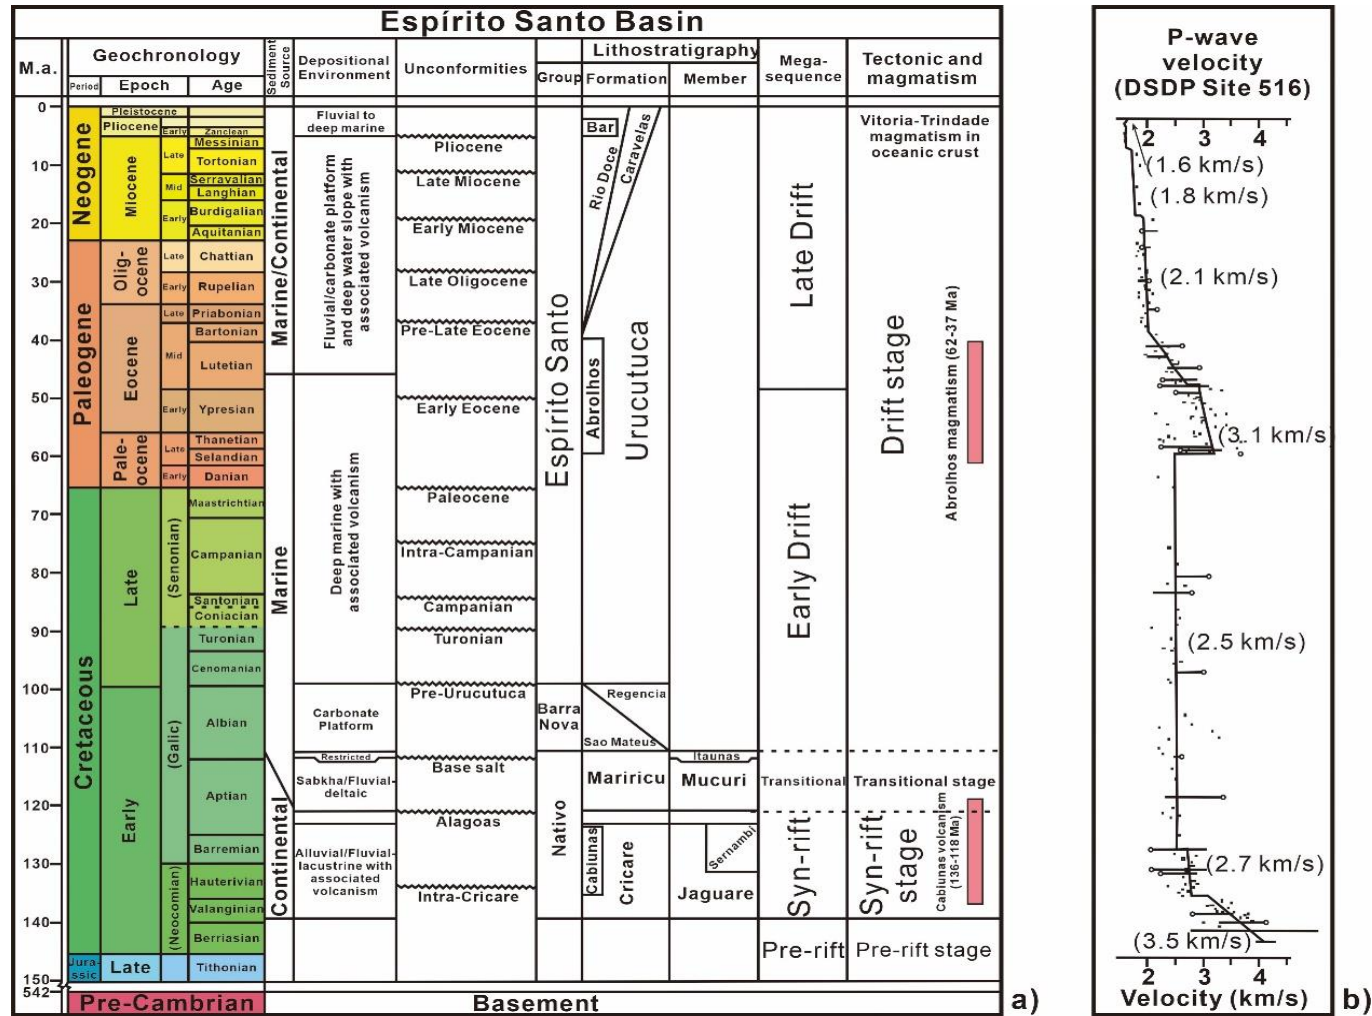 Espírito Santo Basin
M.a.
Geochronology
Period
Epoch
Age
Sediment
Source
Depositional
Environment
Unconformities
Lithostratigraphy
Group
Formation
Member
Mega-
sequence
Tectonic and
magmatism
0
10
20
30
40
50
60
70
80
90
100
110
120
130
140
150
542
Neogene
Paleogene
Cretaceous
Jura-
ssic
Pre-Cambrian
Pleistocene
Pliocene
Miocene
Olig-
ocene
Eocene
Pale-
ocene
Late
Early
Late
Early
Late
Mid
Early
Late
Early
Late
Mid
Early
Late
Early
(Senonian)
(Galic)
(Neocomian)
Zanclean
Messinian
Tortonian
Serravalian
Langhian
Burdigalian
Aquitanian
Chattian
Rupelian
Priabonian
Bartonian
Lutetian
Ypresian
Thanetian
Selandian
Danian
Maastrichtian
Campanian
Santonian
Coniacian
Turonian
Cenomanian
Albian
Aptian
Barremian
Hauterivian
Valanginian
Berriasian
Tithonian
Marine/Continental
Marine
Continental
Fluvial to
deep marine
Fluvial/carbonate platform
and deep water slope with
associated volcanism
Deep marine with
associated volcanism
Carbonate
Platform
Restricted
Sabkha/Fluvial-
deltaic
Alluvial/Fluvial-
lacustrine with
associated
volcanism
Pliocene
Late Miocene
Early Miocene
Late Oligocene
Pre-Late Eocene
Early Eocene
Paleocene
Intra-Campanian
Campanian
Turonian
Pre-Urucutuca
Base salt
Alagoas
Intra-Cricare
Espírito Santo
Barra
Nova
Nativo
Bar
Rio Doce
Caravelas
Abrolhos
Urucutuca
Regencia
Sao Mateus
Mariricu
Cabiunas
Cricare
Itaunas
Mucuri
Sernambi
Jaguare
Late Drift
Early Drift
Transitional
Syn-rift
Pre-rift
Vitoria-Trindade
magmatism in
oceanic crust
Drift stage
Abrolhos magmatism (62-37 Ma)
Transitional stage
Syn-rift
stage
Cabiunas volcanism
(136-118 Ma)
Pre-rift stage
Basement
a)
P-wave
velocity
(DSDP Site 516)
2 3 4
(1.6 km/s)
(1.8 km/s)
(2.1 km/s)
(3.1 km/s)
(2.5 km/s)
(2.7 km/s)
(3.5 km/s)
2 3 4
Velocity (km/s)
b)